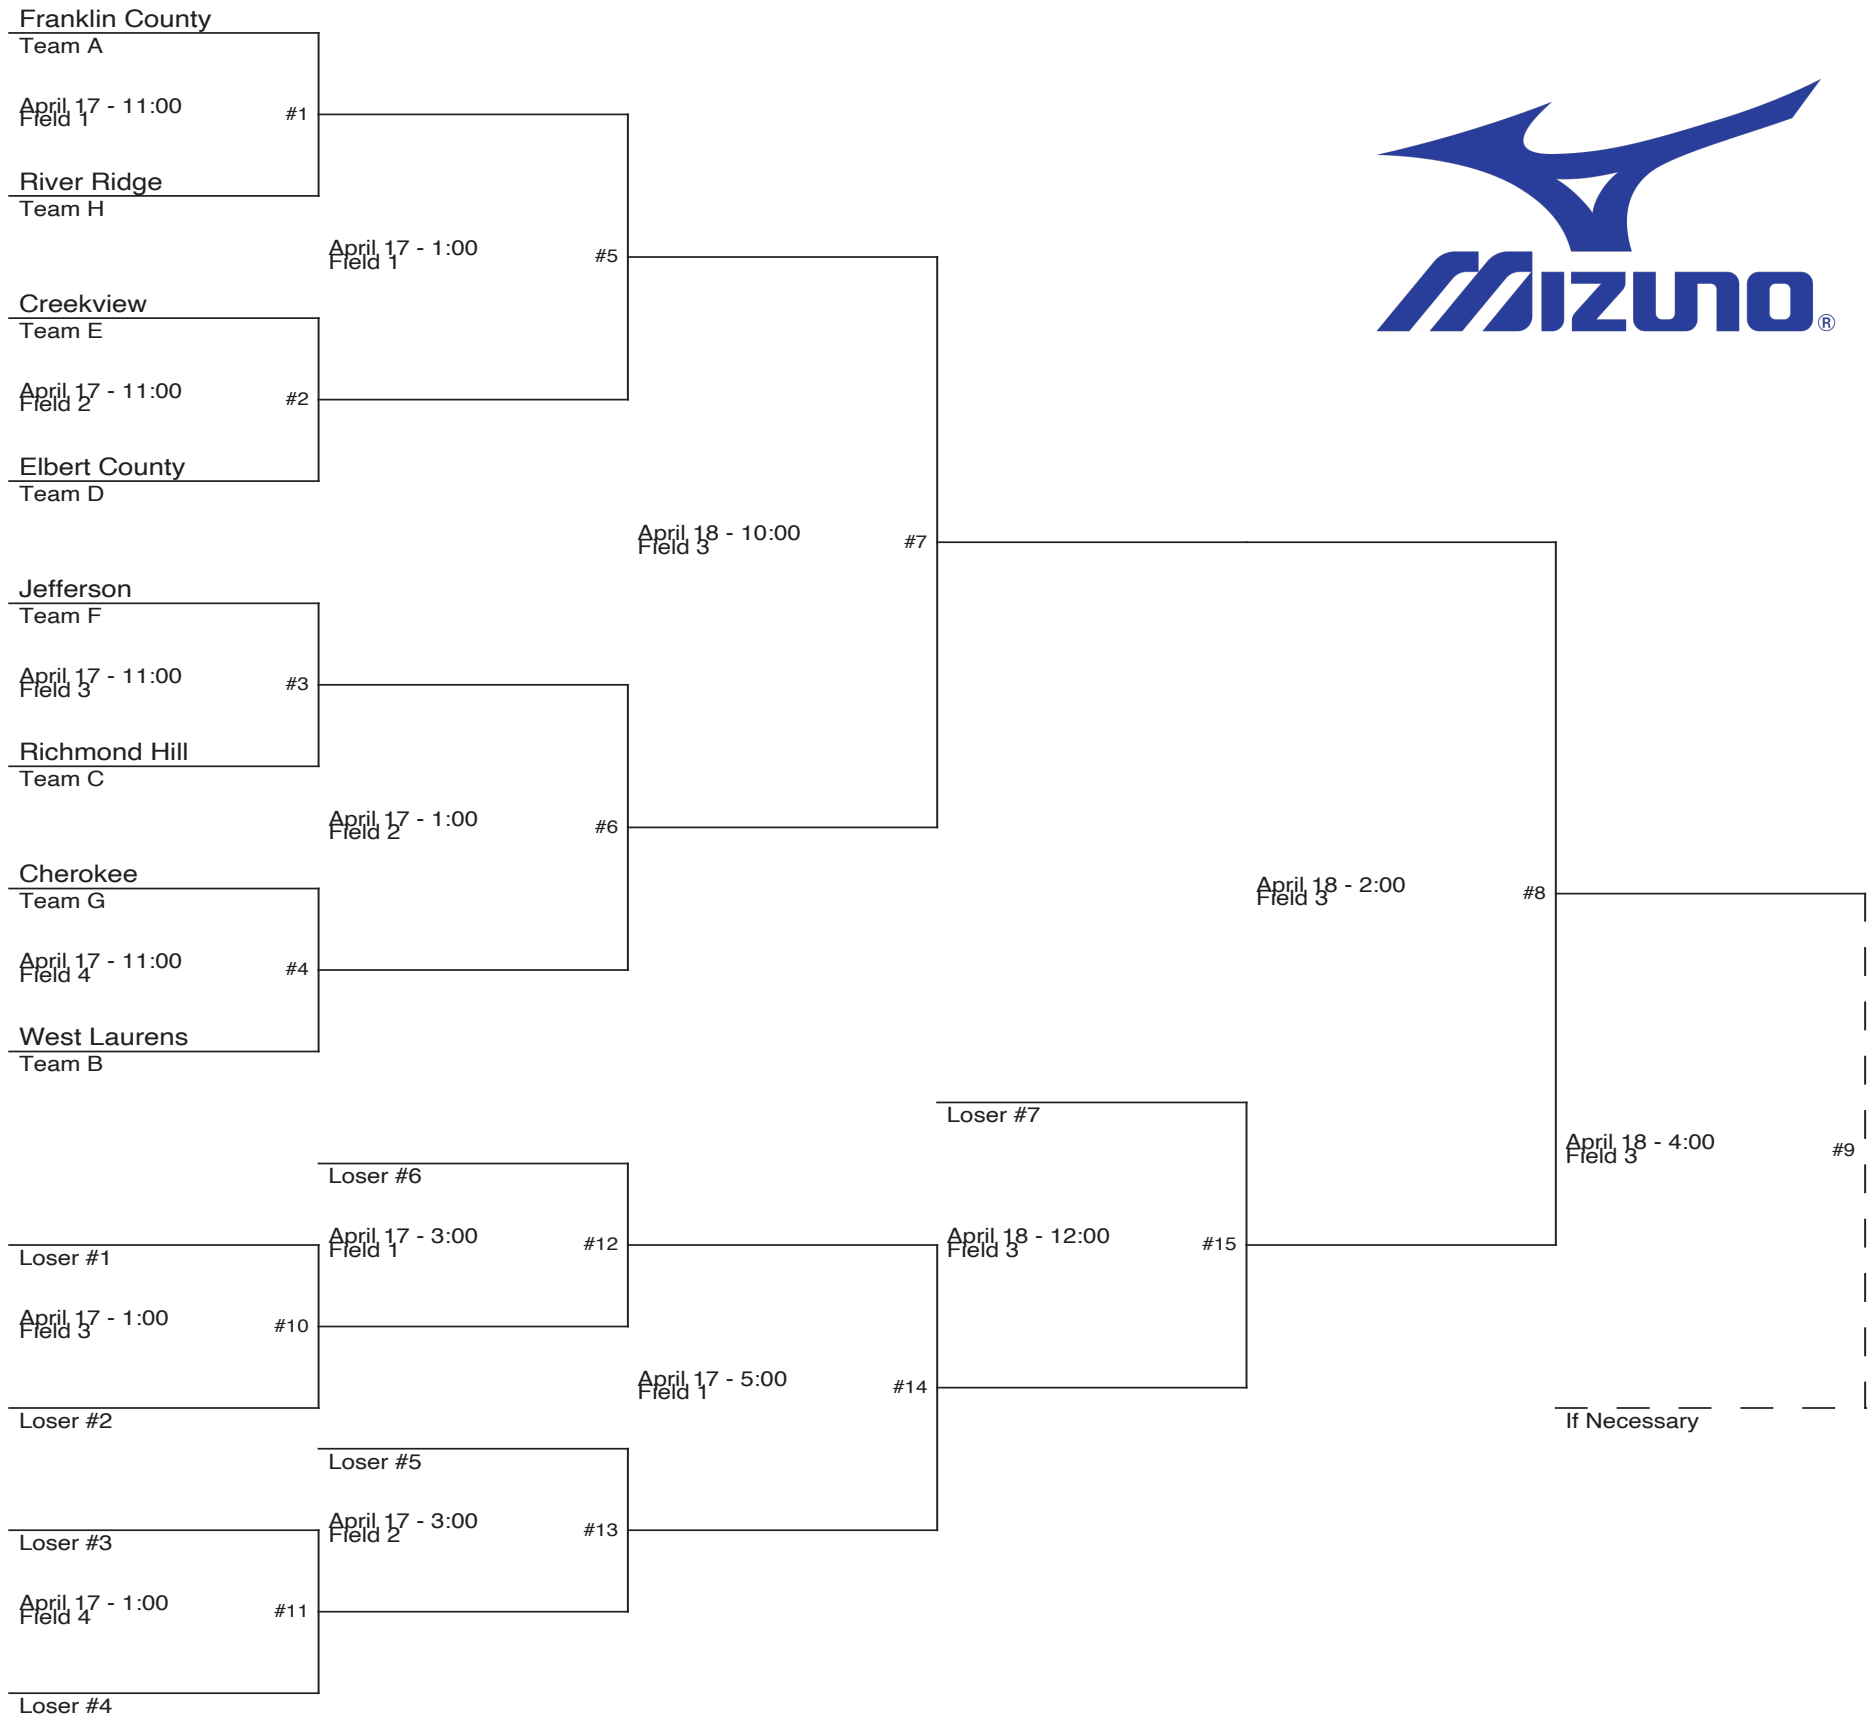 Franklin County
Team A
April 17 - 11:00
Field 1
#1
River Ridge
Team H
April 17 - 1:00
Field 1
#5
Creekview
Team E
April 17 - 11:00
Field 2
#2
Elbert County
Team D
April 18 - 10:00
Field 3
#7
Jefferson
Team F
April 17 - 11:00
Field 3
#3
Richmond Hill
Team C
April 17 - 1:00
Field 2
#6
Cherokee
Team G
April 17 - 11:00
Field 4
#4
West Laurens
Team B
MIZUNO®
April 18 - 2:00
Field 3
#8
Loser #7
April 18 - 4:00
Field 3
#9
Loser #6
April 17 - 3:00
Field 1
#12
April 18 - 12:00
Field 3
#15
Loser #1
April 17 - 1:00
Field 3
#10
Loser #2
April 17 - 5:00
Field 1
#14
If Necessary
Loser #5
April 17 - 3:00
Field 2
#13
Loser #3
April 17 - 1:00
Field 4
#11
Loser #4